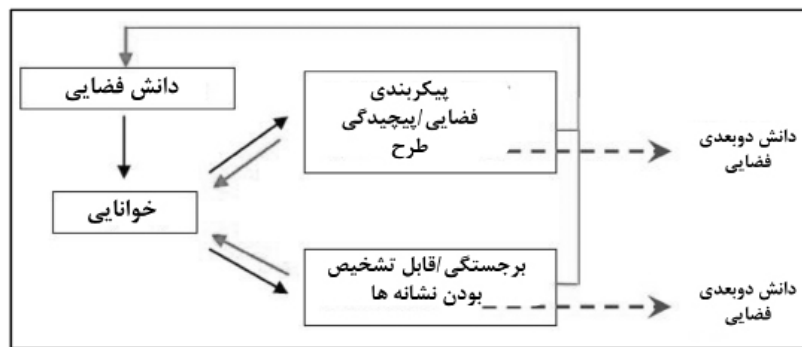 دانش فضایی
خوانایی
پیکربندی
فضایی/پیچیدگی
طرح
برجستگی/قابل تشخیص
بودن نشانه ها
دانش دوبعدی
فضایی
دانش دوبعدی
فضایی